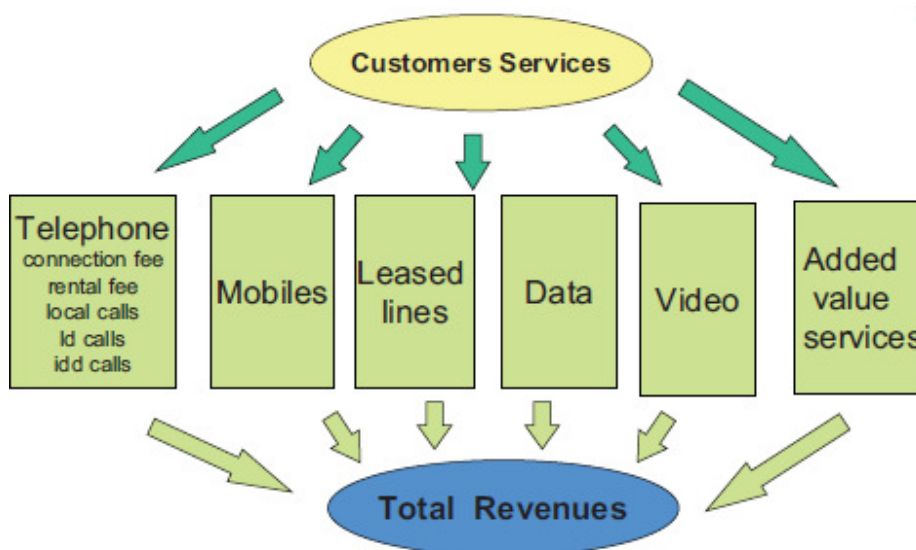 Customers Services
Telephone
connection fee
rental fee
local calls
ld calls
idd calls
Mobiles
Leased
lines
Data
Video
Added
value
services
Total Revenues